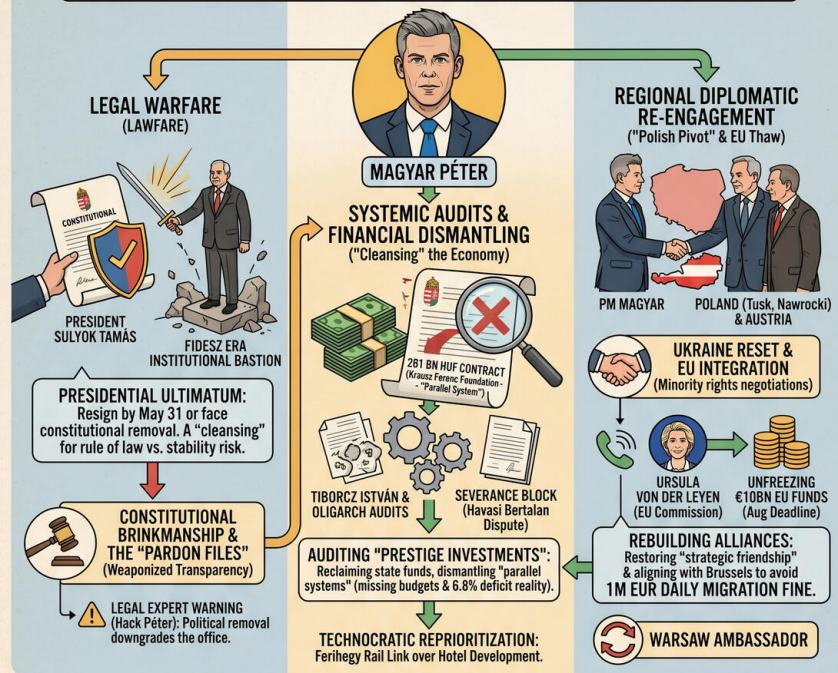 MAGYAR PÉTER
LEGAL WARFARE
(LAWFARE)
CONSTITUTIONAL
PRESIDENT
SULYOK TAMÁS
FIDESZ ERA
INSTITUTIONAL BASTION
PRESIDENTIAL ULTIMATUM:
Resign by May 31 or face
constitutional removal. A "cleansing"
for rule of law vs. stability risk.
CONSTITUTIONAL
BRINKMANSHIP &
THE "PARDON FILES"
(Weaponized Transparency)
LEGAL EXPERT WARNING
(Hack Péter): Political removal
downgrades the office.
SYSTEMIC AUDITS &
FINANCIAL DISMANTLING
("Cleansing" the Economy)
261 BN HUF CONTRACT
(Krausz Ferenc Foundation-
- "Parallel System")
TIBORCZ ISTVÁN &
OLIGARCH AUDITS
SEVERANCE BLOCK
(Havasi Bertalan
Dispute)
AUDITING "PRESTIGE INVESTMENTS":
Reclaiming state funds, dismantling "parallel
systems" (missing budgets & 6.8% deficit reality).
TECHNOCRATIC REPRIORITIZATION:
Ferihegy Rail Link over Hotel Development.
REGIONAL DIPLOMATIC
RE-ENGAGEMENT
("Polish Pivot" & EU Thaw)
PM MAGYAR
POLAND (Tusk, Nawrocki)
& AUSTRIA
UKRAINE RESET &
EU INTEGRATION
(Minority rights negotiations)
URSULA
VON DER LEYEN
(EU Commission)
UNFREEZING
€10BN EU FUNDS
(Aug Deadline)
REBUILDING ALLIANCES:
Restoring "strategic friendship"
& aligning with Brussels to avoid
1M EUR DAILY MIGRATION FINE.
WARSAW AMBASSADOR